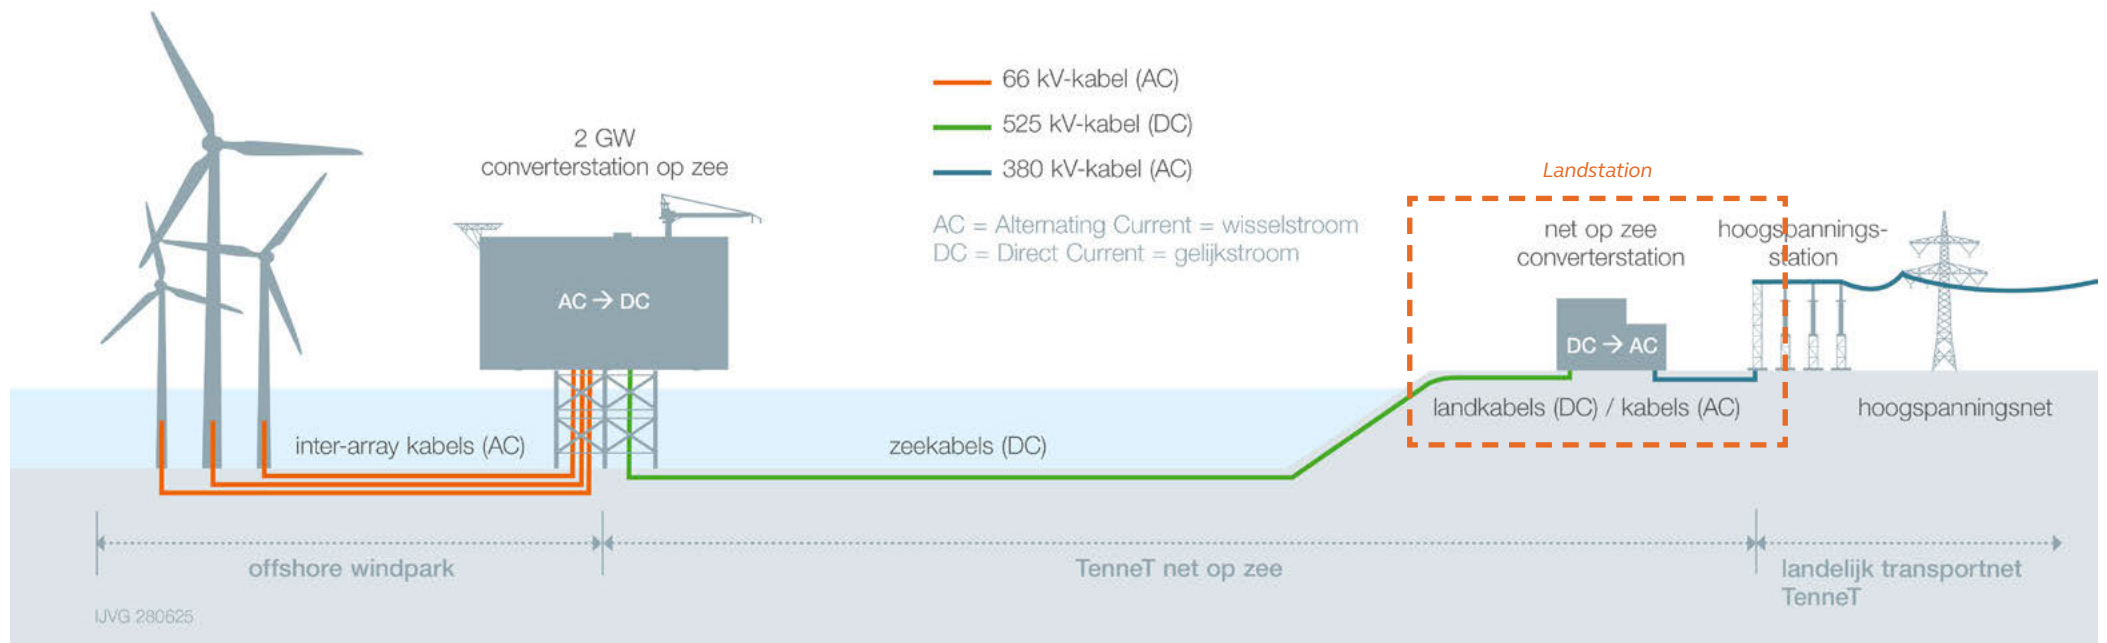 66 kV-kabel (AC)
525 kV-kabel (DC)
380 kV-kabel (AC)
AC = Alternating Current = wisselstroom
DC = Direct Current = gelijkstroom
2 GW
converterstation op zee
AC → DC
Landstation
net op zee
converterstation
hoogspannings-
station
DC → AC
inter-array kabels (AC)
zeekabels (DC)
landkabels (DC) / kabels (AC)
hoogspanningsnet
offshore windpark
TenneT net op zee
landelijk transportnet
TenneT
IJVG 280625